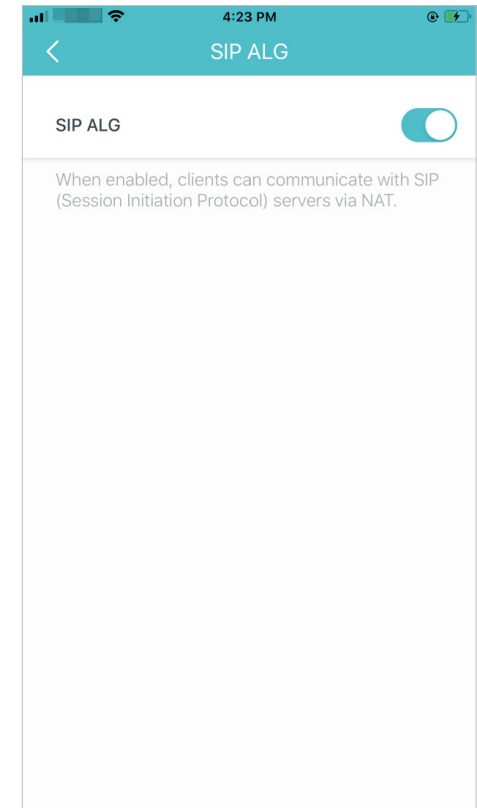 4:23 PM
SIP ALG
SIP ALG
When enabled, clients can communicate with SIP
(Session Initiation Protocol) servers via NAT.